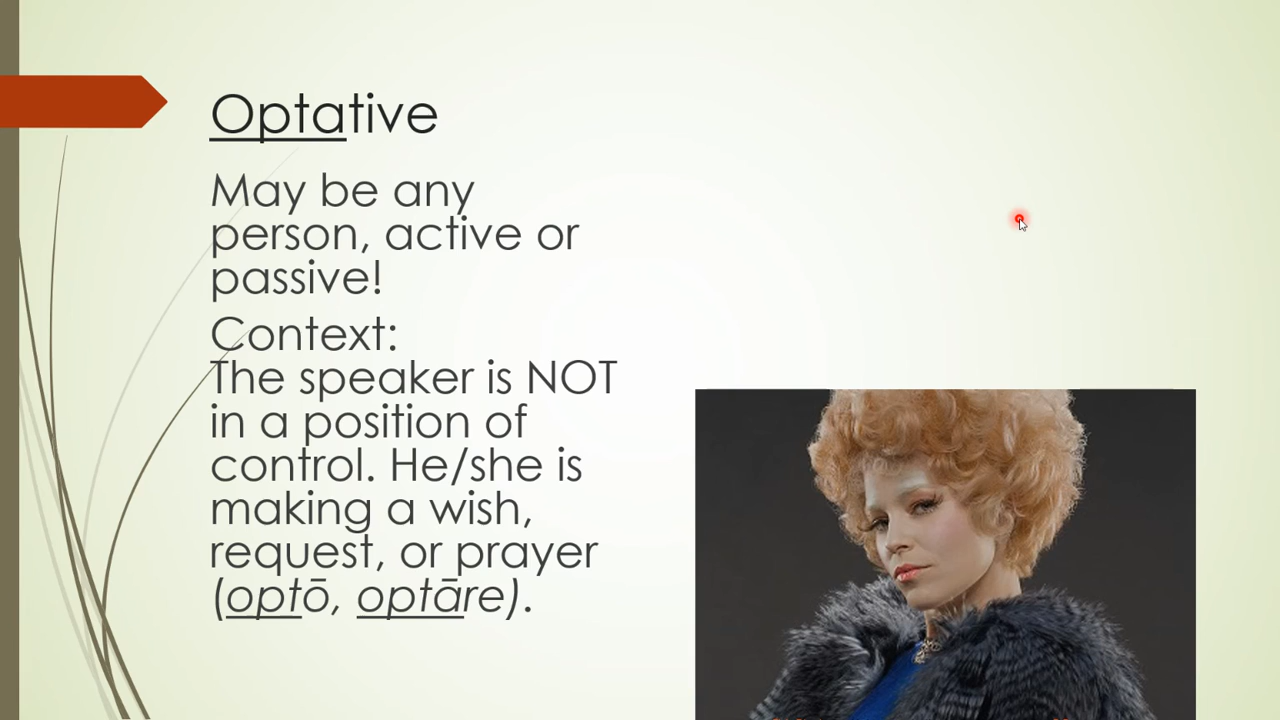 Optative
May be any
person, active or
passive!
Context:
The speaker is NOT
in a position of
control. He/she is
making a wish,
request, or prayer
(optō, optāre).